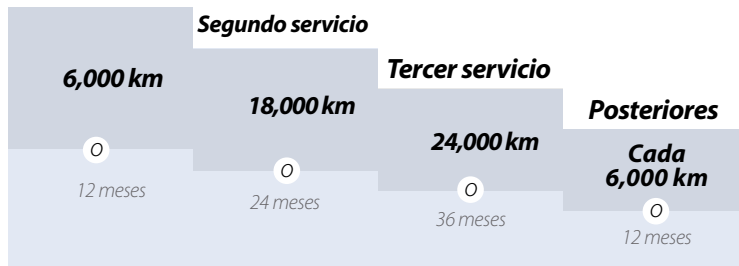 6,000 km
O
12 meses
Segundo servicio
18,000 km
O
24 meses
Tercer servicio
24,000 km
O
36 meses
Posteriores
Cada
6,000 km
O
12 meses